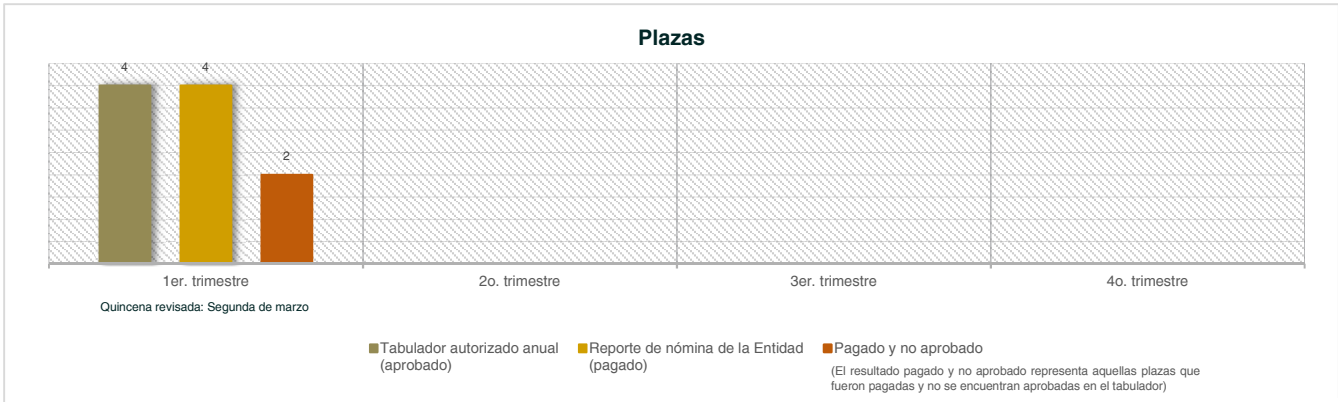 Plazas
4
4
2
1er. trimestre
2o. trimestre
3er. trimestre
4o. trimestre
Quincena revisada: Segunda de marzo
Tabulador autorizado anual
(aprobado)
Reporte de nómina de la Entidad
(pagado)
Pagado y no aprobado
(El resultado pagado y no aprobado representa aquellas plazas que
fueron pagadas y no se encuentran aprobadas en el tabulador)